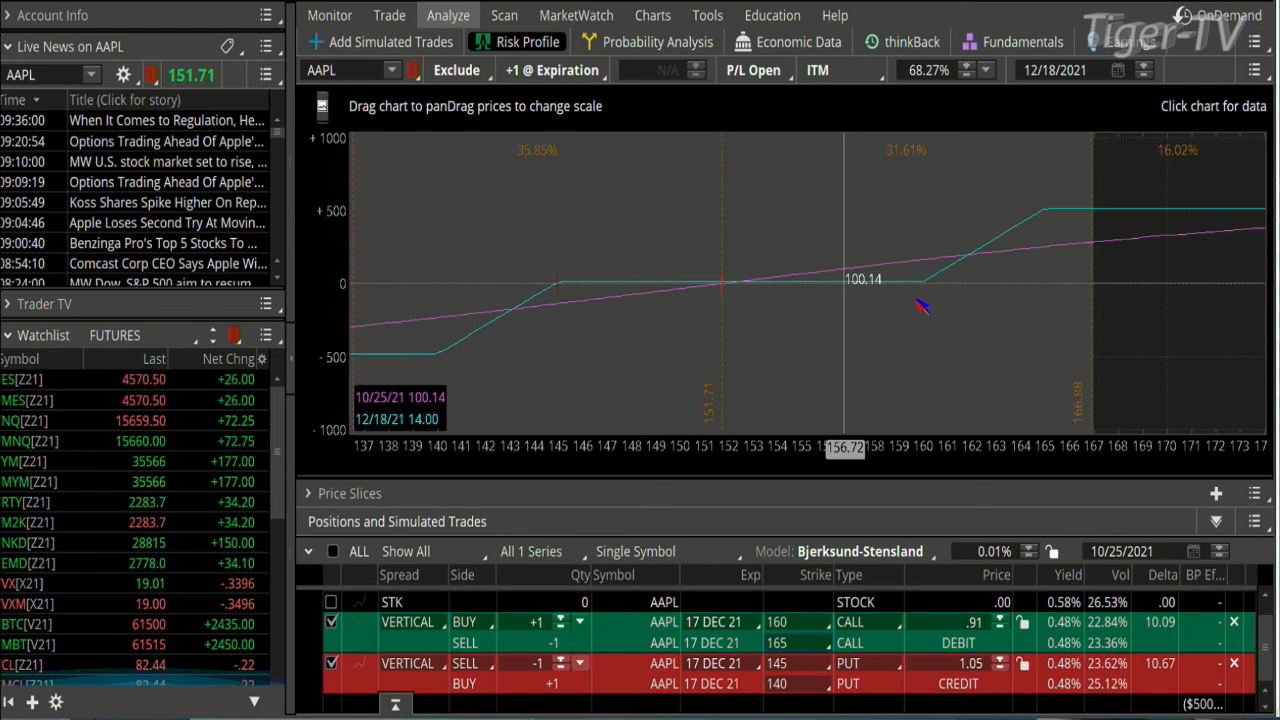 Account Info
Live News on AAPL
AAPL 151.71
Time Title (Click for story)
09:36:00 When It Comes to Regulation, He...
09:20:54 Options Trading Ahead Of Apple'...
09:10:00 MW U.S. stock market set to rise, ...
09:09:19 Options Trading Ahead Of Apple'...
09:05:49 Koss Shares Spike Higher On Rep...
09:04:46 Apple Loses Second Try At Movin...
09:00:40 Benzinga Pro's Top 5 Stocks To ...
08:54:10 Comcast Corp CEO Says Apple Wi...
MW Dow, S&P 500 aim to resum...
Trader TV
Watchlist FUTURES
Symbol Last Net Chng
ES[Z21] 4570.50 +26.00
MES[Z21] 4570.50 +26.00
NQ[Z21] 15659.50 +72.25
MNQ[Z21] 15660.00 +72.75
YM[Z21] 35566 +177.00
MYM[Z21] 35566 +177.00
RTY[Z21] 2283.7 +34.20
M2K[Z21] 2283.7 +34.20
NKD[Z21] 28815 +150.00
EMD[Z21] 2778.0 +34.10
VX[X21] 19.01 -.3396
VXM[X21] 19.00 -.3496
BTC[V21] 61500 +2435.00
MBT[V21] 61515 +2450.00
CL[Z21] 82.44 -.22
Monitor Trade Analyze Scan MarketWatch Charts Tools Education Help OnDemand
Tiger-TV
Add Simulated Trades Risk Profile Probability Analysis Economic Data thinkBack Fundamentals Earnings
AAPL Exclude +1 @ Expiration N/A P/L Open ITM 68.27% 12/18/2021
Drag chart to panDrag prices to change scale Click chart for data
+ 1000
+ 500
0
- 500
- 1000
35.85% 31.61% 16.02%
100.14
151.71
166.88
10/25/21 100.14
12/18/21 14.00
137 138 139 140 141 142 143 144 145 146 147 148 149 150 151 152 153 154 155 156.72 158 159 160 161 162 163 164 165 166 167 168 169 170 171 172 173 17
Price Slices
Positions and Simulated Trades
ALL Show All All 1 Series Single Symbol Model: Bjerksund-Stensland 0.01% 10/25/2021
Spread Side Qty Symbol Exp Strike Type Price Yield Vol Delta BP Ef...
STK 0 AAPL STOCK .00 0.58% 26.53% .00 -
VERTICAL BUY +1 AAPL 17 DEC 21 160 CALL .91 0.48% 22.84% 10.09 -
SELL -1 AAPL 17 DEC 21 165 CALL DEBIT 0.48% 23.36% -
VERTICAL SELL -1 AAPL 17 DEC 21 145 PUT 1.05 0.48% 23.62% 10.67 -
BUY +1 AAPL 17 DEC 21 140 PUT CREDIT 0.48% 25.12% -
($500...